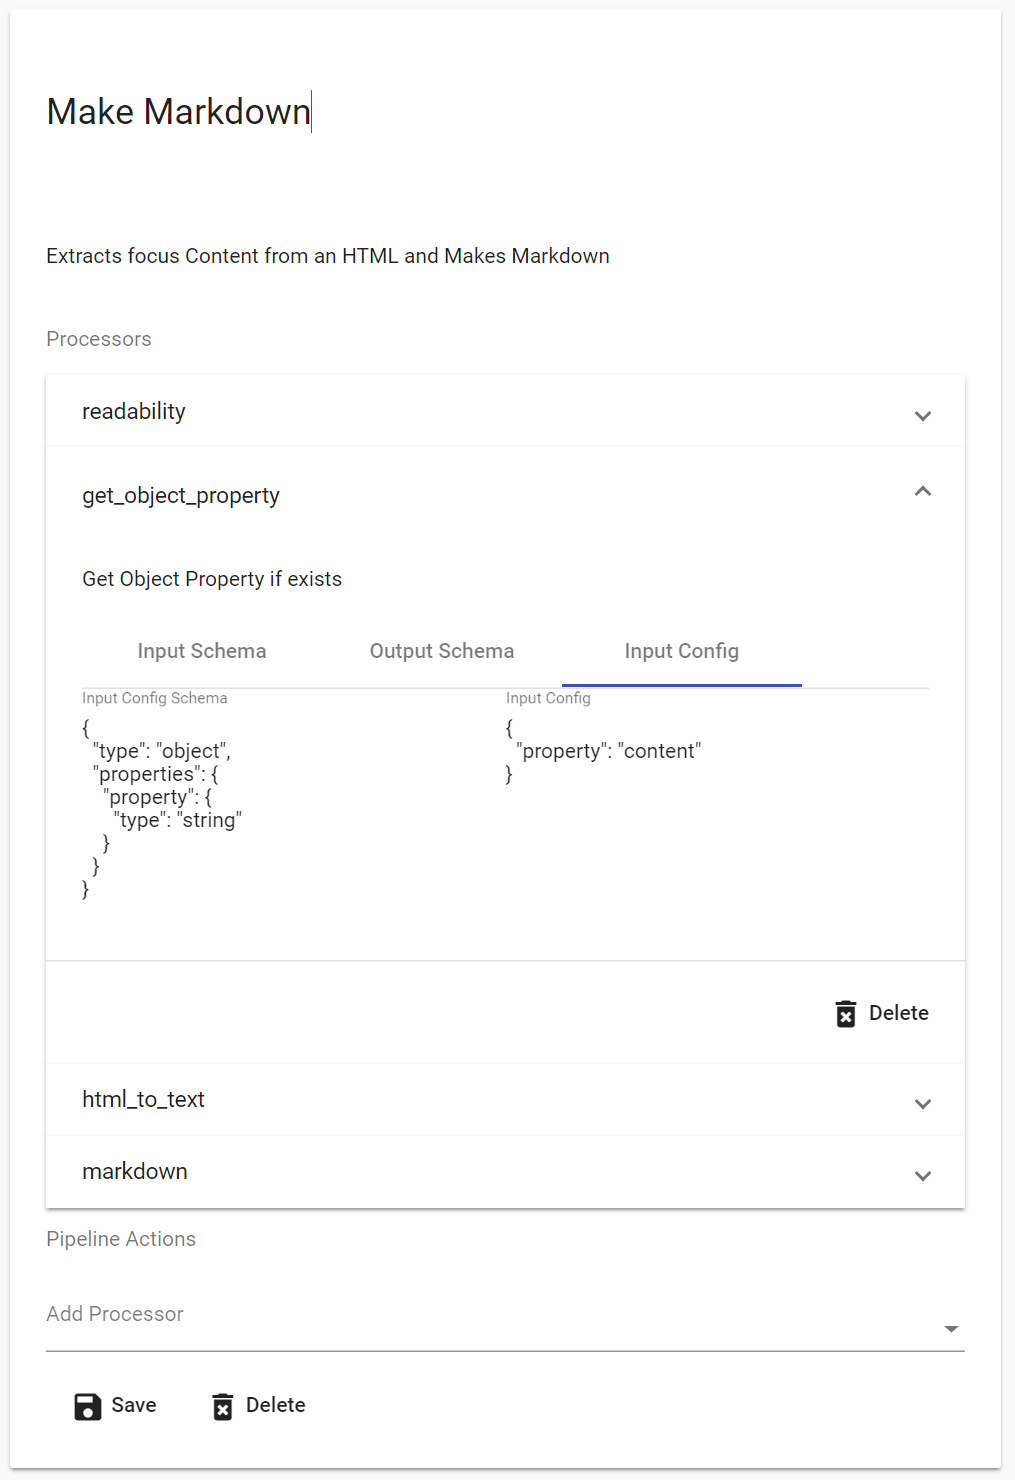 Make Markdown
Extracts focus Content from an HTML and Makes Markdown
Processors
readability
get_object_property
Get Object Property if exists
Input Schema Output Schema Input Config
Input Config Schema
{
"type": "object",
"properties": {
"property": {
"type": "string"
}
}
}
Input Config
{
"property": "content"
}
Delete
html_to_text
markdown
Pipeline Actions
Add Processor
Save Delete